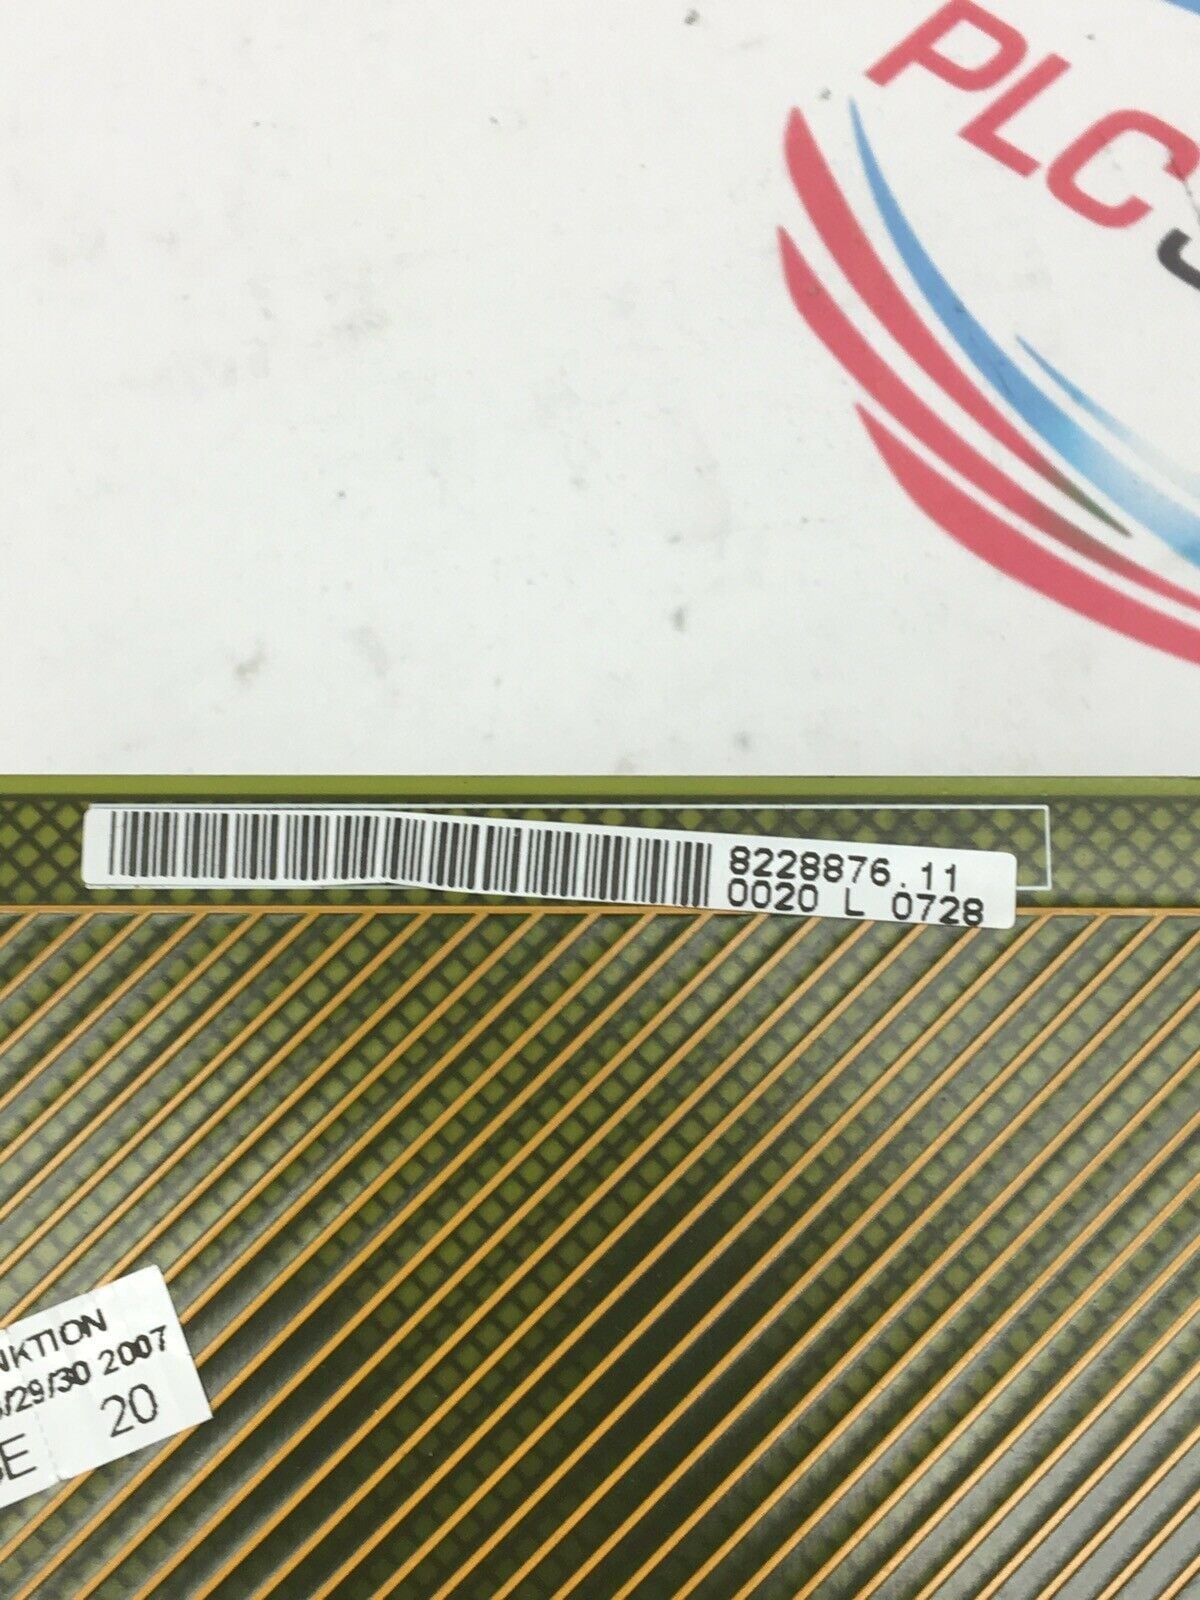 PLC
8228876.11
0020 L 0728
NKTION
/29/30 2007
E 20